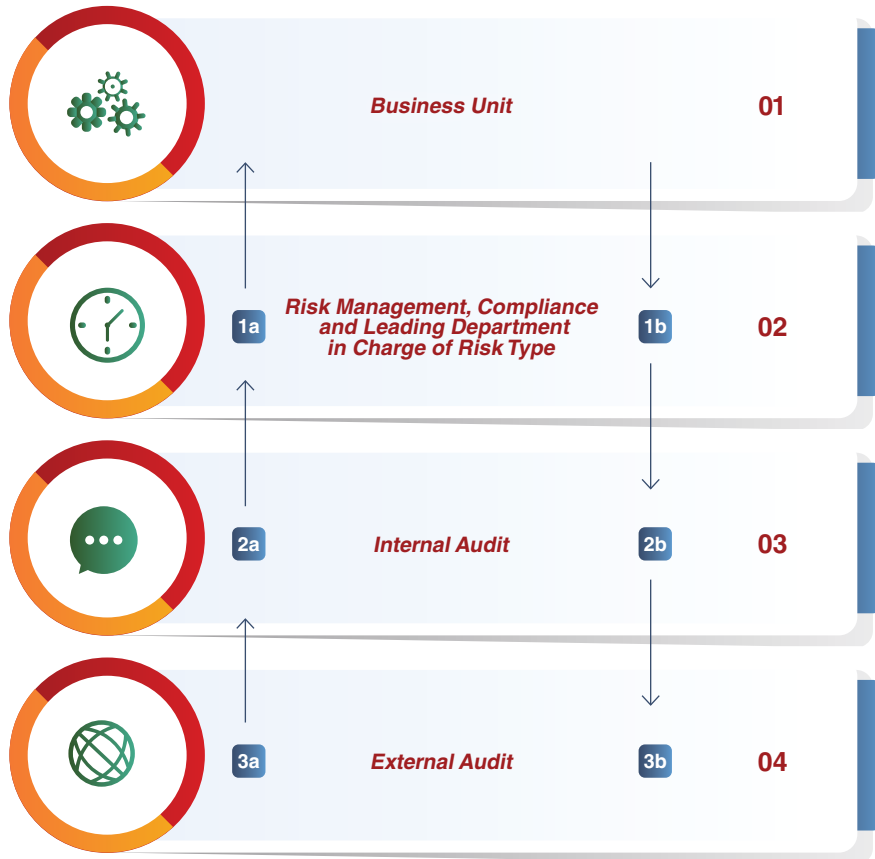 Business Unit
01
1a
Risk Management, Compliance
and Leading Department
in Charge of Risk Type
1b
02
2a
Internal Audit
2b
03
3a
External Audit
3b
04